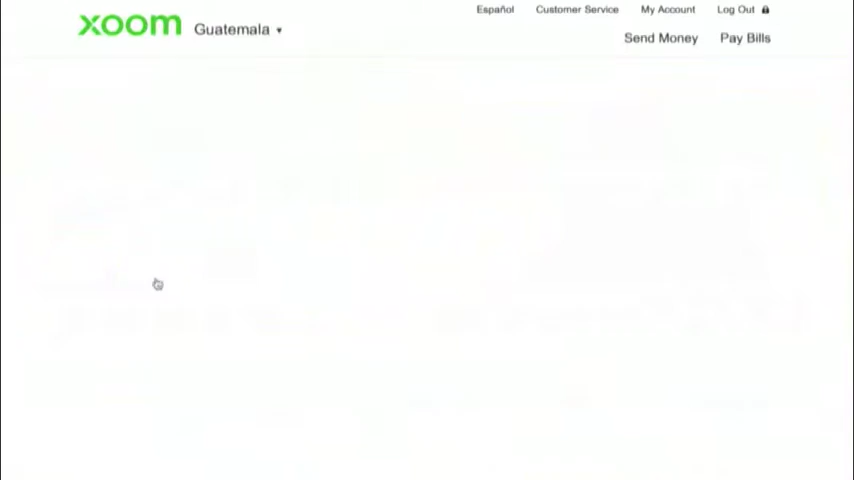 Español Customer Service My Account Log Out
xoom Guatemala
Send Money Pay Bills